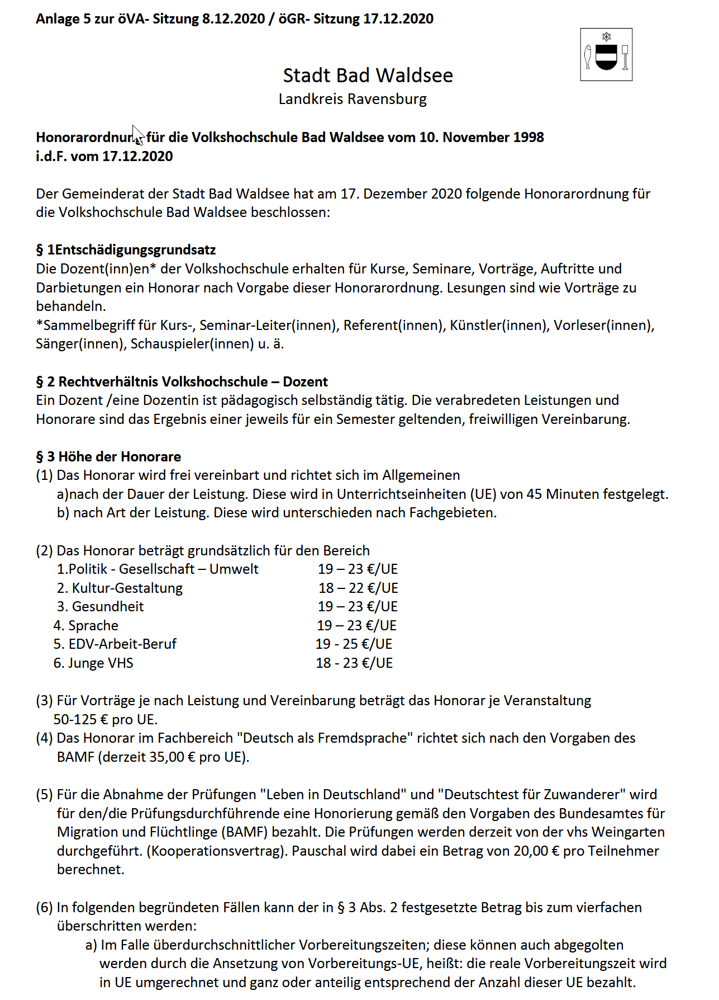 Anlage 5 zur öVA- Sitzung 8.12.2020 / öGR- Sitzung 17.12.2020
Stadt Bad Waldsee
Landkreis Ravensburg
Honorarordnung für die Volkshochschule Bad Waldsee vom 10. November 1998
i.d.F. vom 17.12.2020
Der Gemeinderat der Stadt Bad Waldsee hat am 17. Dezember 2020 folgende Honorarordnung für
die Volkshochschule Bad Waldsee beschlossen:
§ 1Entschädigungsgrundsatz
Die Dozent(inn)en* der Volkshochschule erhalten für Kurse, Seminare, Vorträge, Auftritte und
Darbietungen ein Honorar nach Vorgabe dieser Honorarordnung. Lesungen sind wie Vorträge zu
behandeln.
*Sammelbegriff für Kurs-, Seminar-Leiter(innen), Referent(innen), Künstler(innen), Vorleser(innen),
Sänger(innen), Schauspieler(innen) u. ä.
§ 2 Rechtverhältnis Volkshochschule – Dozent
Ein Dozent /eine Dozentin ist pädagogisch selbständig tätig. Die verabredeten Leistungen und
Honorare sind das Ergebnis einer jeweils für ein Semester geltenden, freiwilligen Vereinbarung.
§ 3 Höhe der Honorare
(1) Das Honorar wird frei vereinbart und richtet sich im Allgemeinen
a)nach der Dauer der Leistung. Diese wird in Unterrichtseinheiten (UE) von 45 Minuten festgelegt.
b) nach Art der Leistung. Diese wird unterschieden nach Fachgebieten.
(2) Das Honorar beträgt grundsätzlich für den Bereich
1.Politik - Gesellschaft – Umwelt 19 – 23 €/UE
2. Kultur-Gestaltung 18 – 22 €/UE
3. Gesundheit 19 – 23 €/UE
4. Sprache 19 – 23 €/UE
5. EDV-Arbeit-Beruf 19 - 25 €/UE
6. Junge VHS 18 - 23 €/UE
(3) Für Vorträge je nach Leistung und Vereinbarung beträgt das Honorar je Veranstaltung
50-125 € pro UE.
(4) Das Honorar im Fachbereich "Deutsch als Fremdsprache" richtet sich nach den Vorgaben des
BAMF (derzeit 35,00 € pro UE).
(5) Für die Abnahme der Prüfungen "Leben in Deutschland" und "Deutschtest für Zuwanderer" wird
für den/die Prüfungsdurchführende eine Honorierung gemäß den Vorgaben des Bundesamtes für
Migration und Flüchtlinge (BAMF) bezahlt. Die Prüfungen werden derzeit von der vhs Weingarten
durchgeführt. (Kooperationsvertrag). Pauschal wird dabei ein Betrag von 20,00 € pro Teilnehmer
berechnet.
(6) In folgenden begründeten Fällen kann der in § 3 Abs. 2 festgesetzte Betrag bis zum vierfachen
überschritten werden:
a) Im Falle überdurchschnittlicher Vorbereitungszeiten; diese können auch abgegolten
werden durch die Ansetzung von Vorbereitungs-UE, heißt: die reale Vorbereitungszeit wird
in UE umgerechnet und ganz oder anteilig entsprechend der Anzahl dieser UE bezahlt.